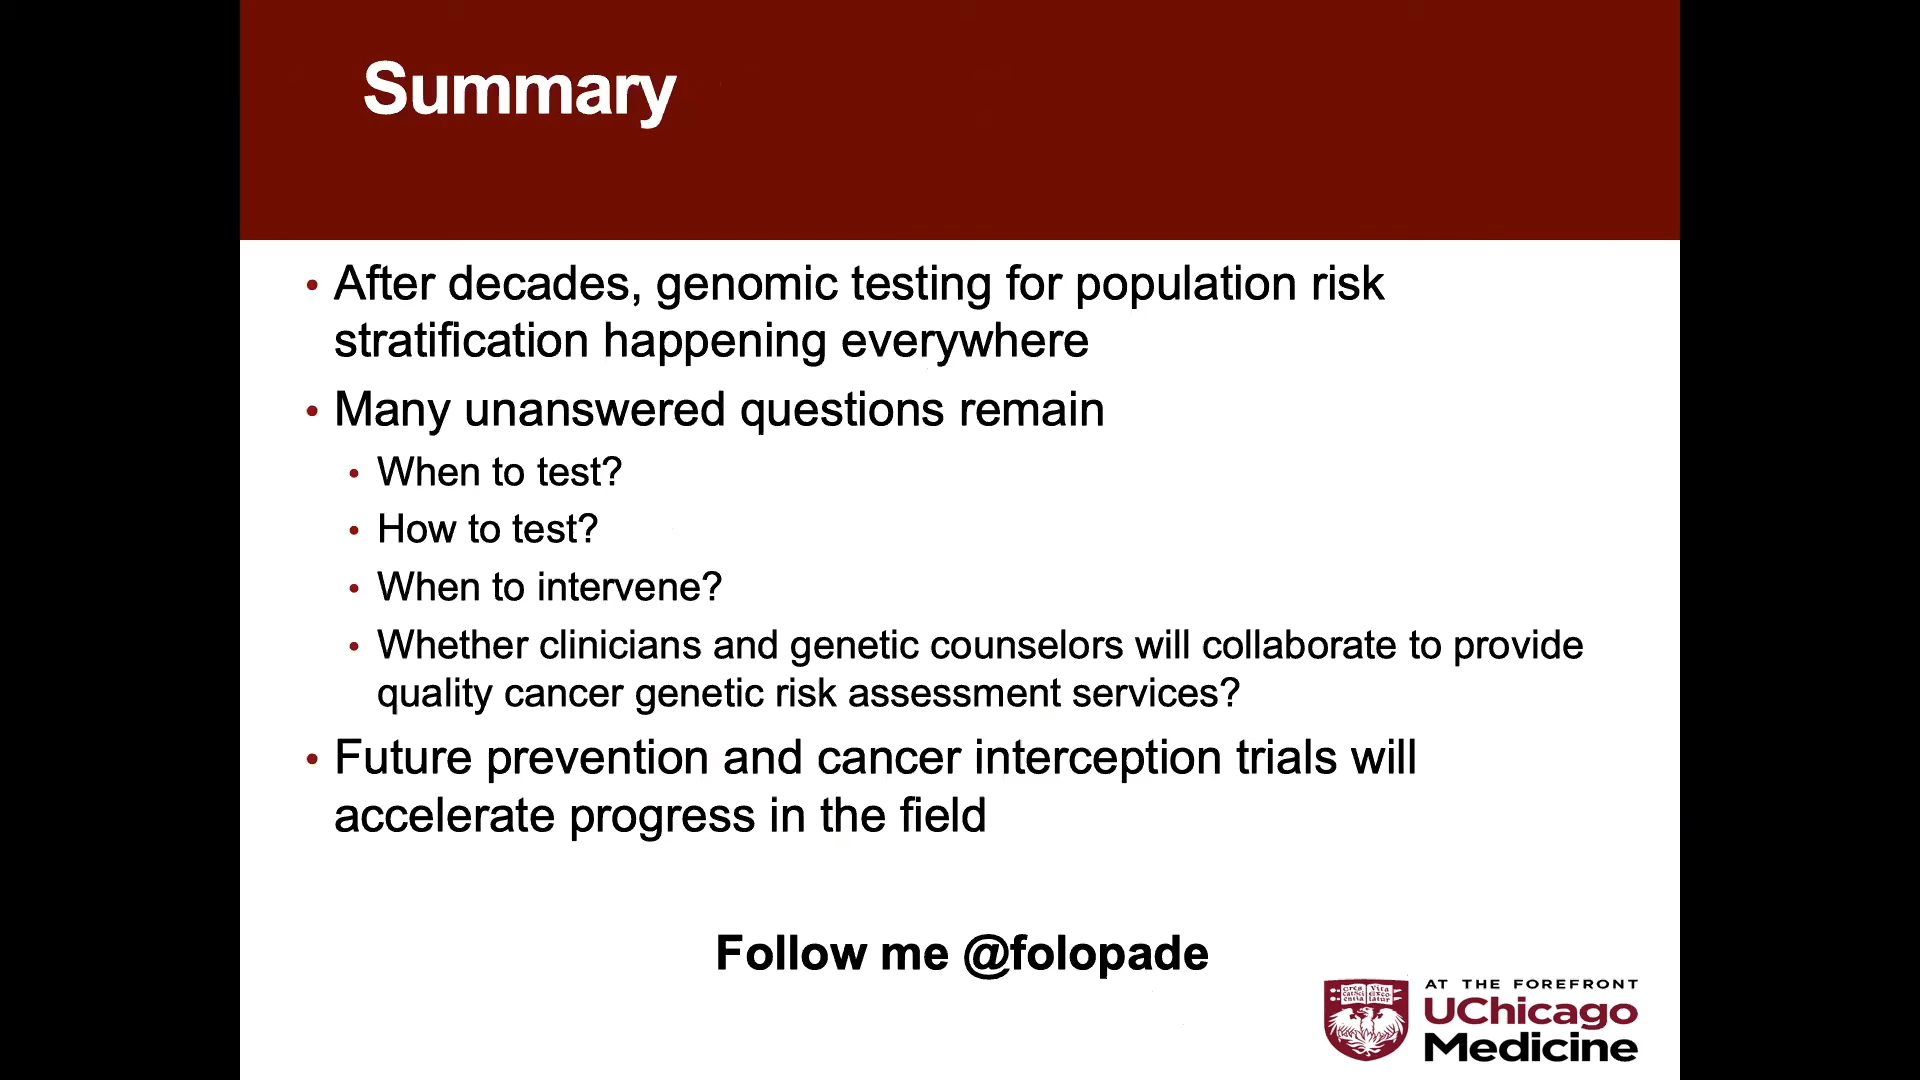 Summary
• After decades, genomic testing for population risk
stratification happening everywhere
• Many unanswered questions remain
• When to test?
• How to test?
• When to intervene?
• Whether clinicians and genetic counselors will collaborate to provide
quality cancer genetic risk assessment services?
• Future prevention and cancer interception trials will
accelerate progress in the field
Follow me @folopade
AT THE FOREFRONT
UChicago
Medicine